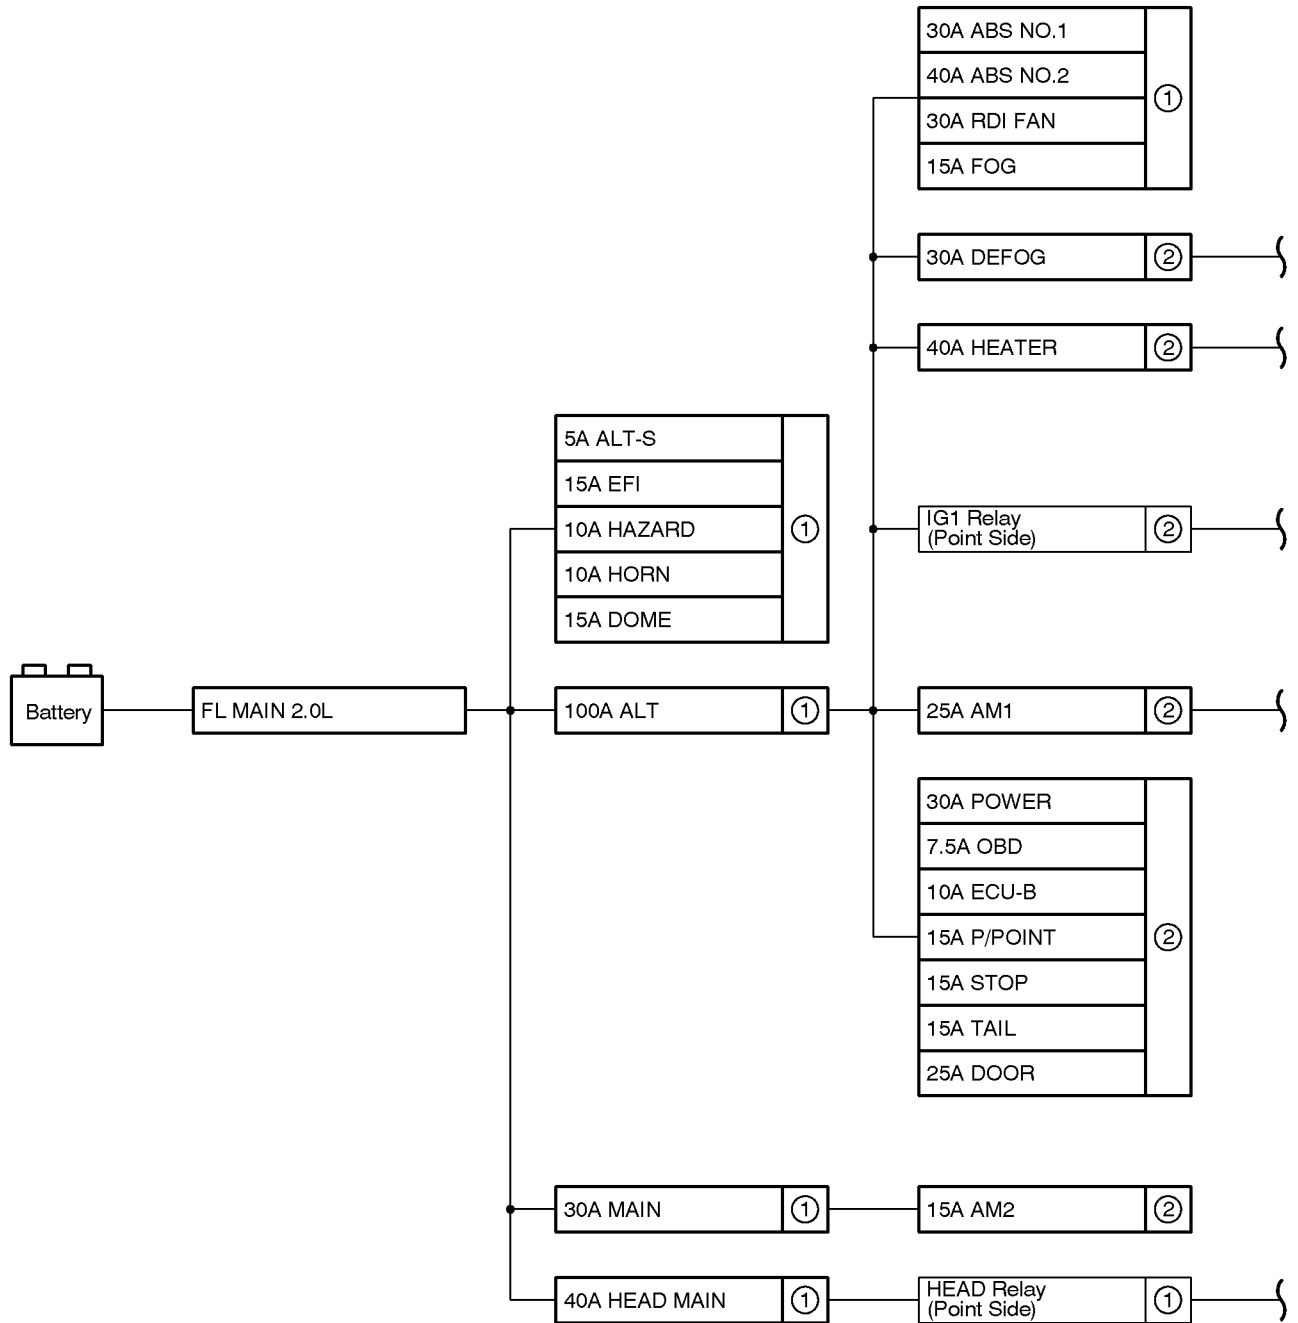 30A ABS NO.1
40A ABS NO.2
30A RDI FAN
15A FOG
①
30A DEFOG ②
40A HEATER ②
5A ALT-S
15A EFI
10A HAZARD
10A HORN
15A DOME
①
IG1 Relay
(Point Side) ②
Battery
FL MAIN 2.0L
100A ALT ①
25A AM1 ②
30A POWER
7.5A OBD
10A ECU-B
15A P/POINT
15A STOP
15A TAIL
25A DOOR
②
30A MAIN ①
15A AM2 ②
40A HEAD MAIN ①
HEAD Relay
(Point Side) ①